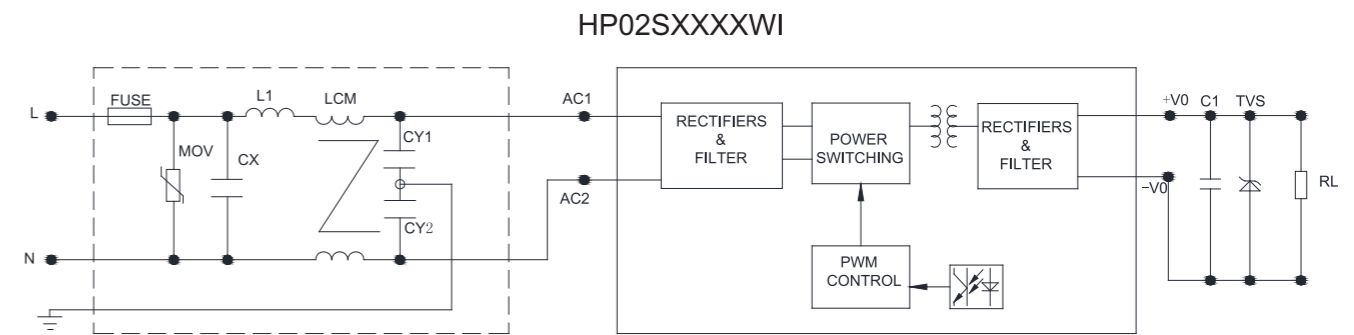 HP02SXXXXWI
L
FUSE
MOV
CX
L1
LCM
CY1
CY2
N
AC1
AC2
RECTIFIERS
&
FILTER
POWER
SWITCHING
RECTIFIERS
&
FILTER
PWM
CONTROL
+V0
C1
TVS
−V0
RL